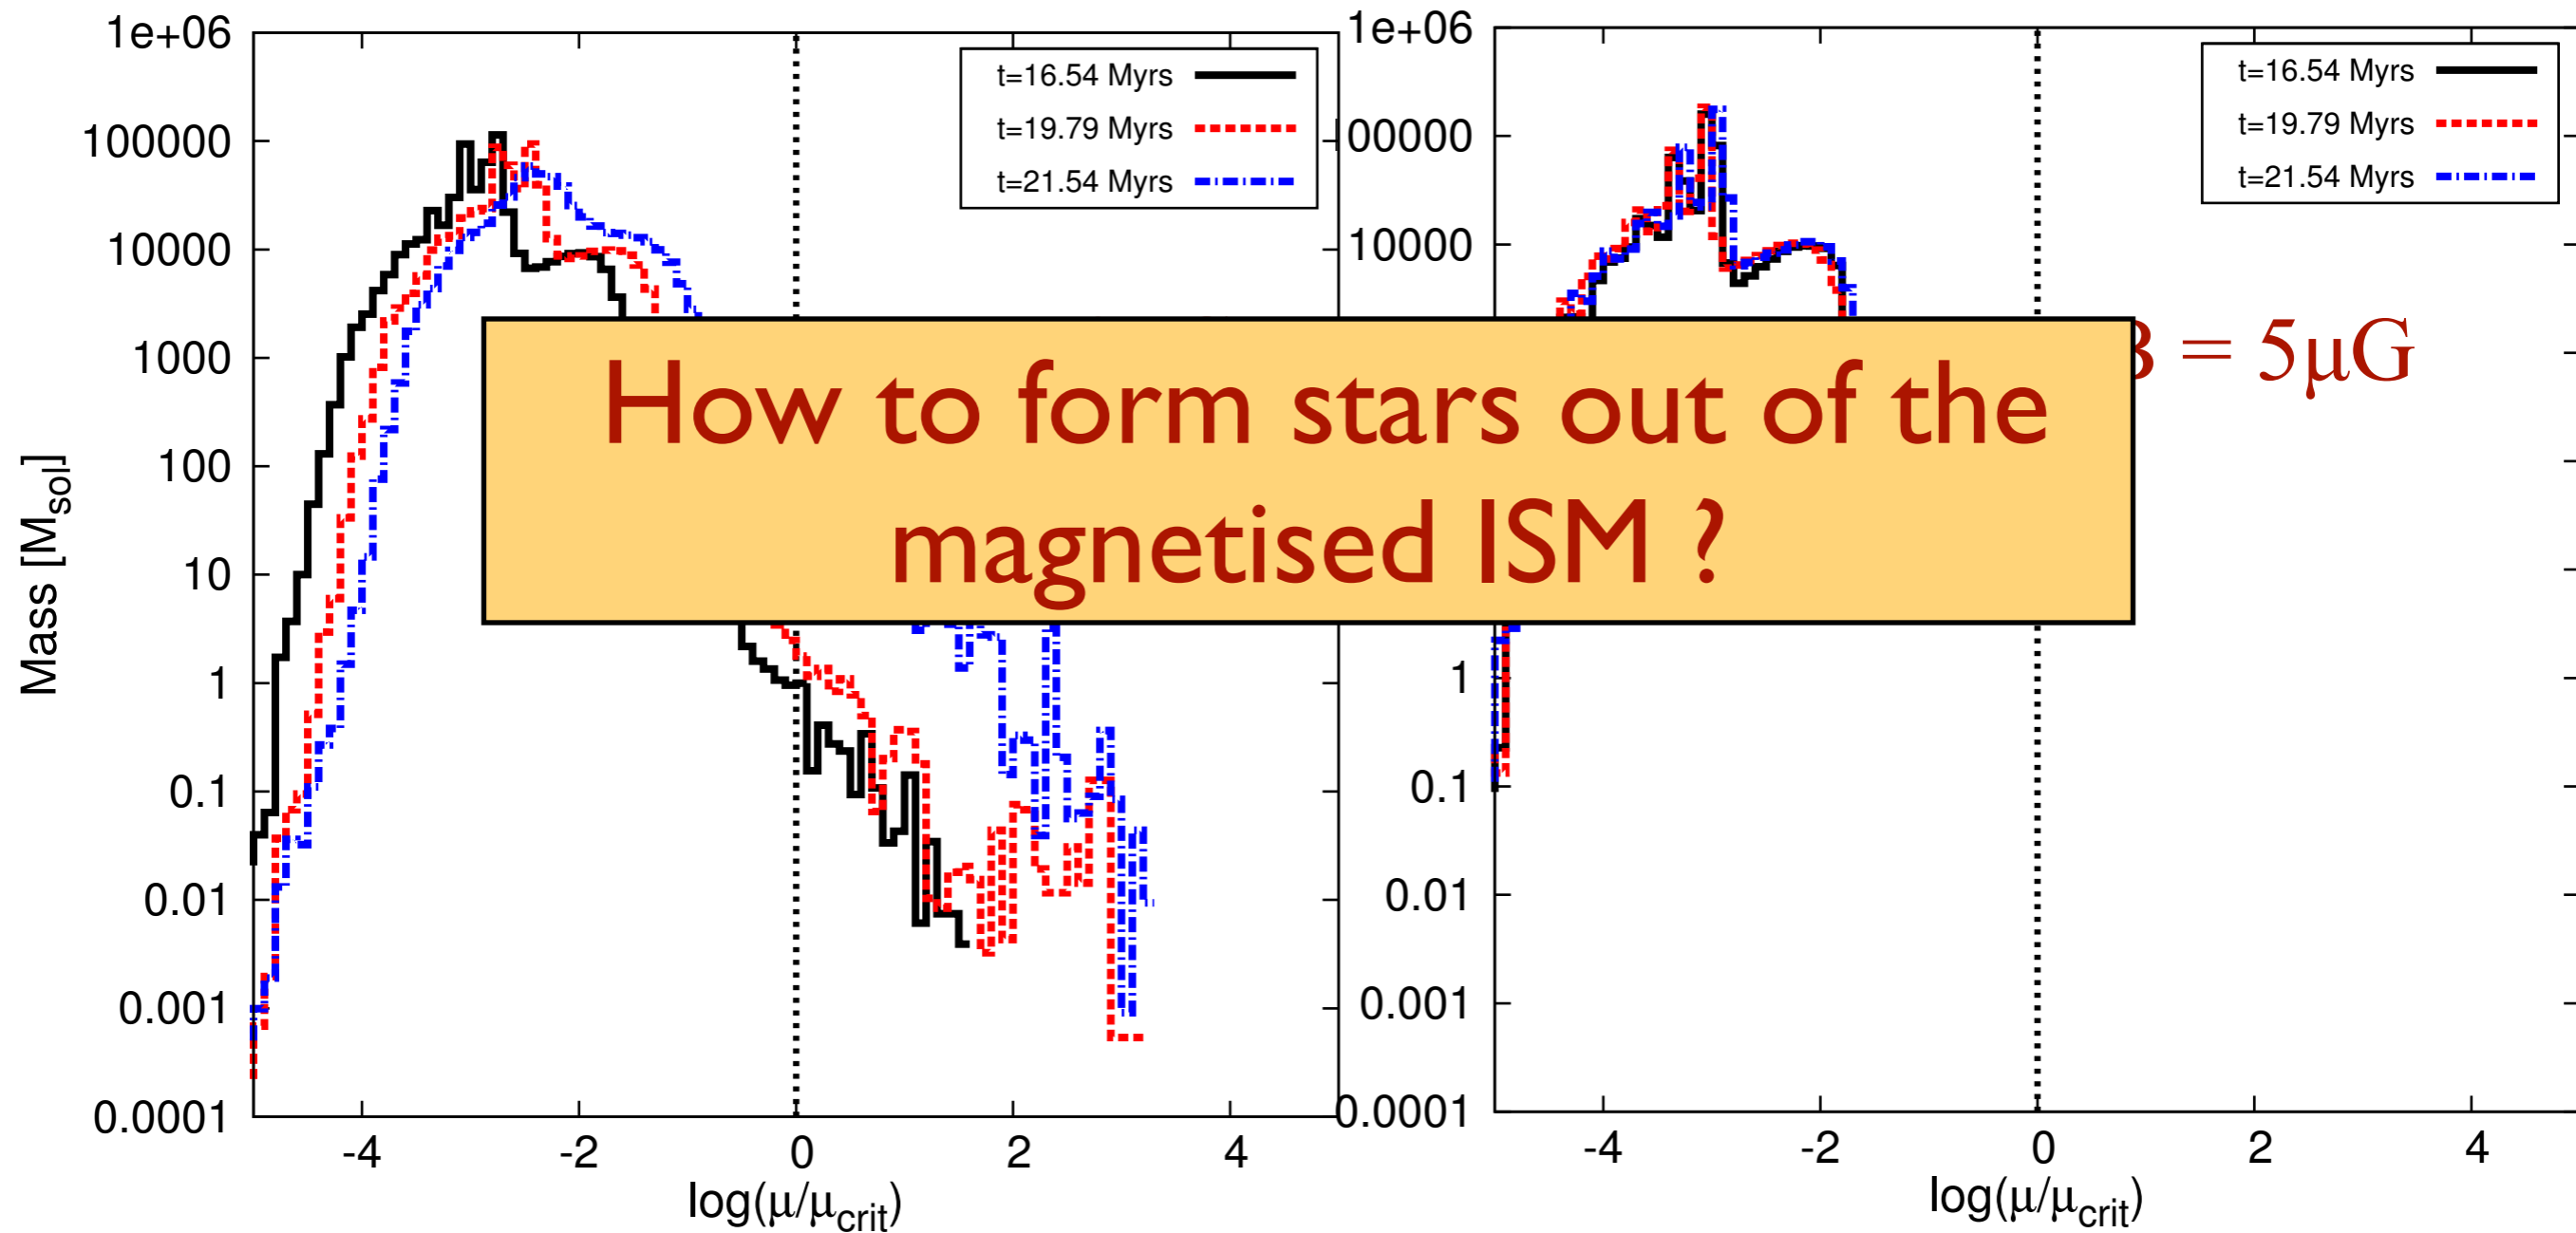 1e+06
100000
10000
1000
100
10
1
0.1
0.01
0.001
0.0001
Mass [M_sol]
-4 -2 0 2 4
log(μ/μ_crit)
t=16.54 Myrs
t=19.79 Myrs
t=21.54 Myrs
1e+06
00000
10000
1
0.1
0.01
0.001
0.0001
-4 -2 0 2 4
log(μ/μ_crit)
t=16.54 Myrs
t=19.79 Myrs
t=21.54 Myrs
= 5μG
How to form stars out of the
magnetised ISM ?